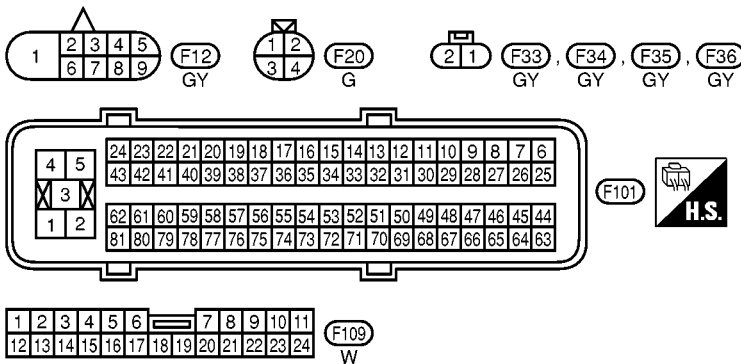 1 2 3 4 5 F12 1 2 F20 2 1 F33 , F34 , F35 , F36
6 7 8 9 GY 3 4 G GY GY GY GY
4 5 24 23 22 21 20 19 18 17 16 15 14 13 12 11 10 9 8 7 6
43 42 41 40 39 38 37 36 35 34 33 32 31 30 29 28 27 26 25
3 F101 H.S.
1 2 62 61 60 59 58 57 56 55 54 53 52 51 50 49 48 47 46 45 44
81 80 79 78 77 76 75 74 73 72 71 70 69 68 67 66 65 64 63
1 2 3 4 5 6 7 8 9 10 11 F109
12 13 14 15 16 17 18 19 20 21 22 23 24 W